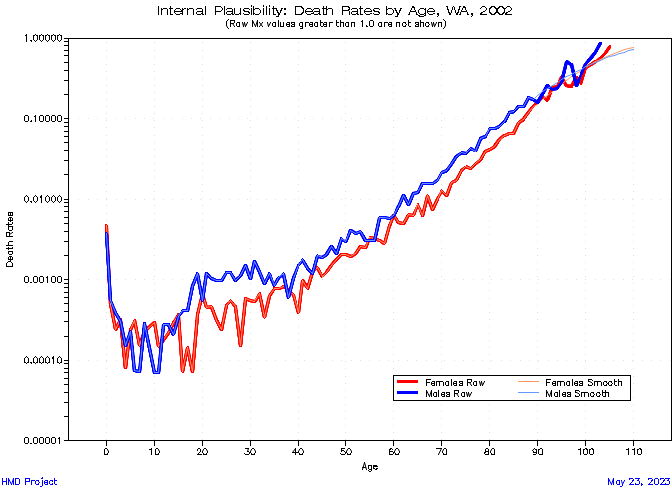 Internal Plausibility: Death Rates by Age, WA, 2002
(Raw Mx values greater than 1.0 are not shown)
1.00000
0.10000
0.01000
0.00100
0.00010
0.00001
Death Rates
0 10 20 30 40 50 60 70 80 90 100 110
Age
Females Raw Females Smooth
Males Raw Males Smooth
HMD Project May 23, 2023